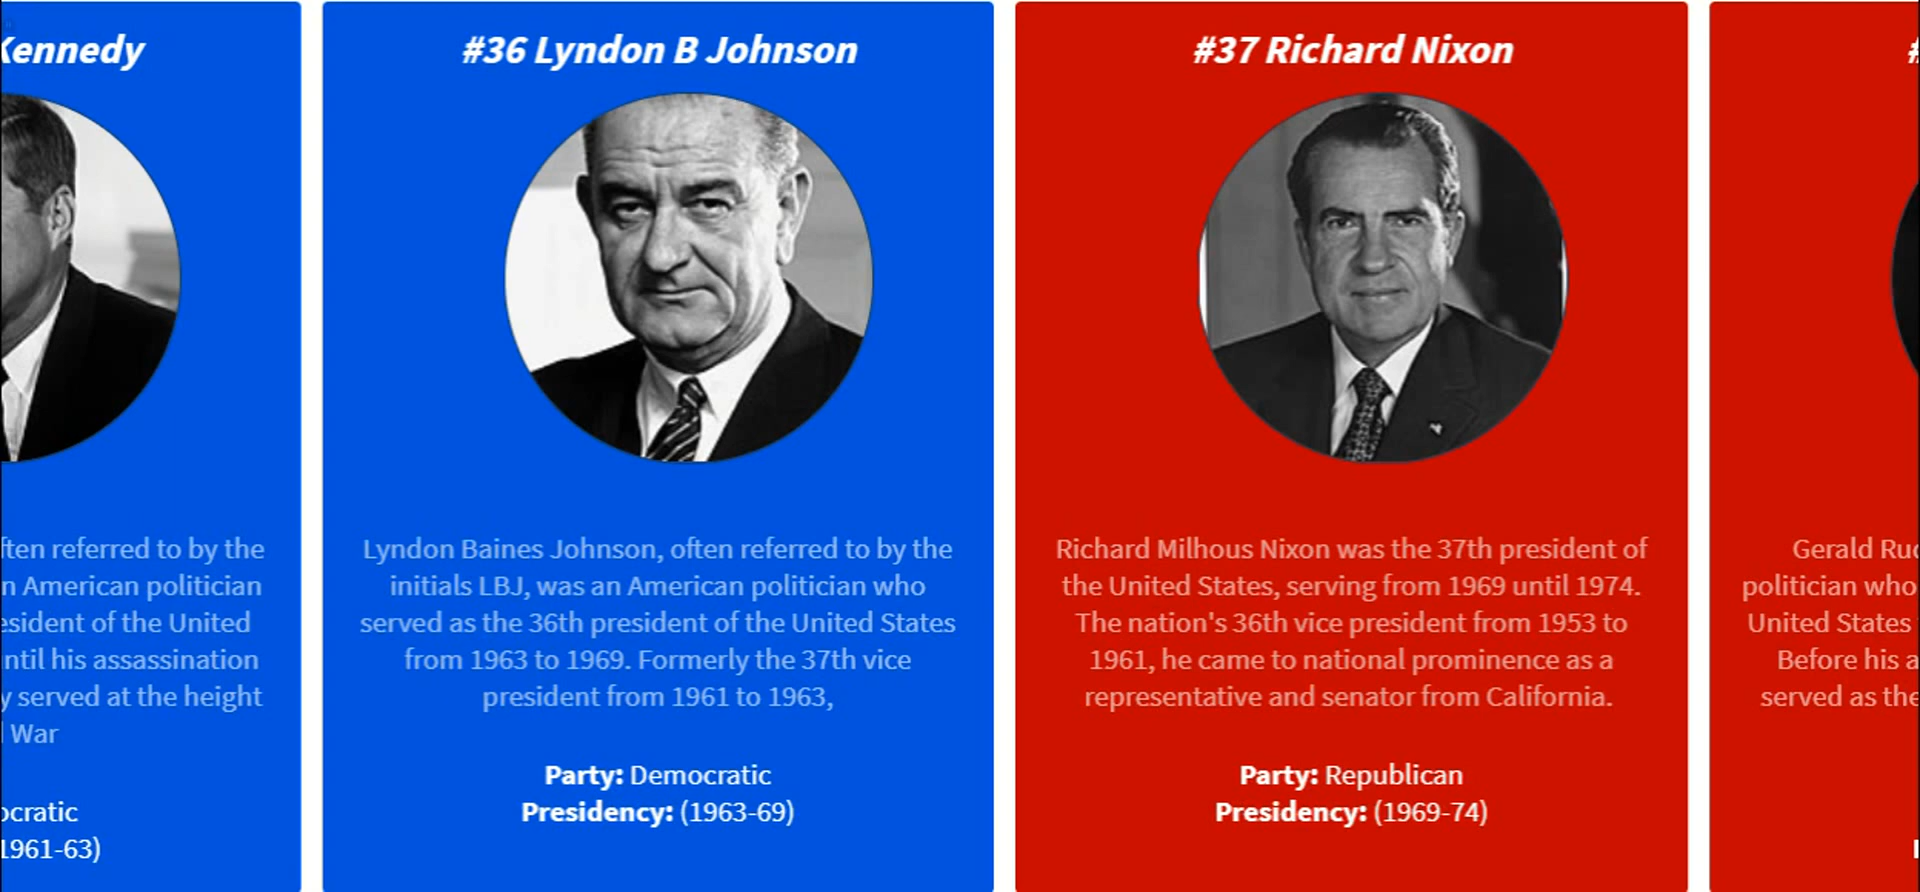 Kennedy
ften referred to by the
n American politician
esident of the United
ntil his assassination
y served at the height
War
ocratic
1961-63)
#36 Lyndon B Johnson
Lyndon Baines Johnson, often referred to by the
initials LBJ, was an American politician who
served as the 36th president of the United States
from 1963 to 1969. Formerly the 37th vice
president from 1961 to 1963,
Party: Democratic
Presidency: (1963-69)
#37 Richard Nixon
Richard Milhous Nixon was the 37th president of
the United States, serving from 1969 until 1974.
The nation's 36th vice president from 1953 to
1961, he came to national prominence as a
representative and senator from California.
Party: Republican
Presidency: (1969-74)
#
Gerald Rud
politician who
United States
Before his a
served as the